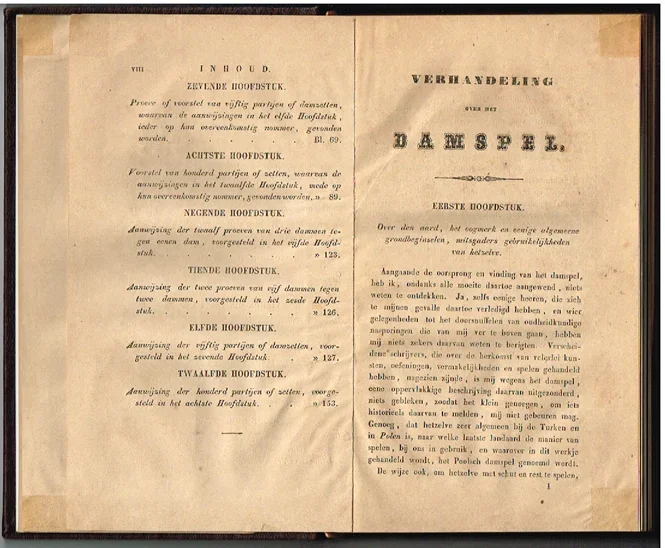 VIII INHOUD.
ZEVENDE HOOFDSTUK.
Proeve of voorstel van vijftig partijen of damzetten,
waarvan de aanwijzingen in het elfde Hoofdstuk,
ieder op hun overeenkomstig nommer, gevonden
worden. . . . . . Bl. 69.
ACHTSTE HOOFDSTUK.
Voorstel van honderd partijen of zetten, waarvan de
aanwijzingen in het twaalfde Hoofdstuk, mede op
hun overeenkomstig nommer, gevonden worden, » 89.
NEGENDE HOOFDSTUK.
Aanwijzing der twaalf proeven van drie dammen te-
gen eenen dam, voorgesteld in het vijfde Hoofd-
stuk. . . . . . . » 123.
TIENDE HOOFDSTUK.
Aanwijzing der twee proeven van vijf dammen tegen
twee dammen, voorgesteld in het zesde Hoofd-
stuk. . . . . . . » 126.
ELFDE HOOFDSTUK.
Aanwijzing der vijftig partijen of damzetten, voor-
gesteld in het zevende Hoofdstuk. . » 127.
TWAALFDE HOOFDSTUK.
Aanwijzing der honderd partijen of zetten, voorge-
steld in het achtste Hoofdstuk. . . » 153.
VERHANDELING
OVER HET
DAMSPEL.
EERSTE HOOFDSTUK.
Over den aard, het oogmerk en eenige algemeene
grondbeginselen, mitsgaders gebruikelijkheden
van hetzelve.
Aangaande de oorsprong en vinding van het damspel,
heb ik, ondanks alle moeite daartoe aangewend, niets
weten te ontdekken. Ja, zelfs eenige heeren, die zich
te mijnen gevalle daartoe verledigd hebben, en wier
gelegenheden tot het doorsnuffelen van oudheidkundige
nasporingen die van mij ver te boven gaan, hebben
mij niets zekers daarvan weten te berigten. Verschei-
dene schrijvers, die over de herkomst van velerlei kun-
sten, oefeningen, vermakelijkheden en spelen gehandeld
hebben, nagezien zijnde, is mij wegens het damspel,
eene oppervlakkige beschrijving daarvan uitgezonderd,
niets gebleken, zoodat het klein genoegen, om iets
historieels daarvan te melden, mij niet gebeuren mag.
Genoeg, dat hetzelve zeer algemeen bij de Turken en
in Polen is, naar welke laatste landaard de manier van
spelen, bij ons in gebruik, en waarover in dit werkje
gehandeld wordt, het Poolsch damspel genoemd wordt.
De wijze ook, om hetzelve met schut en rest te spelen,
1